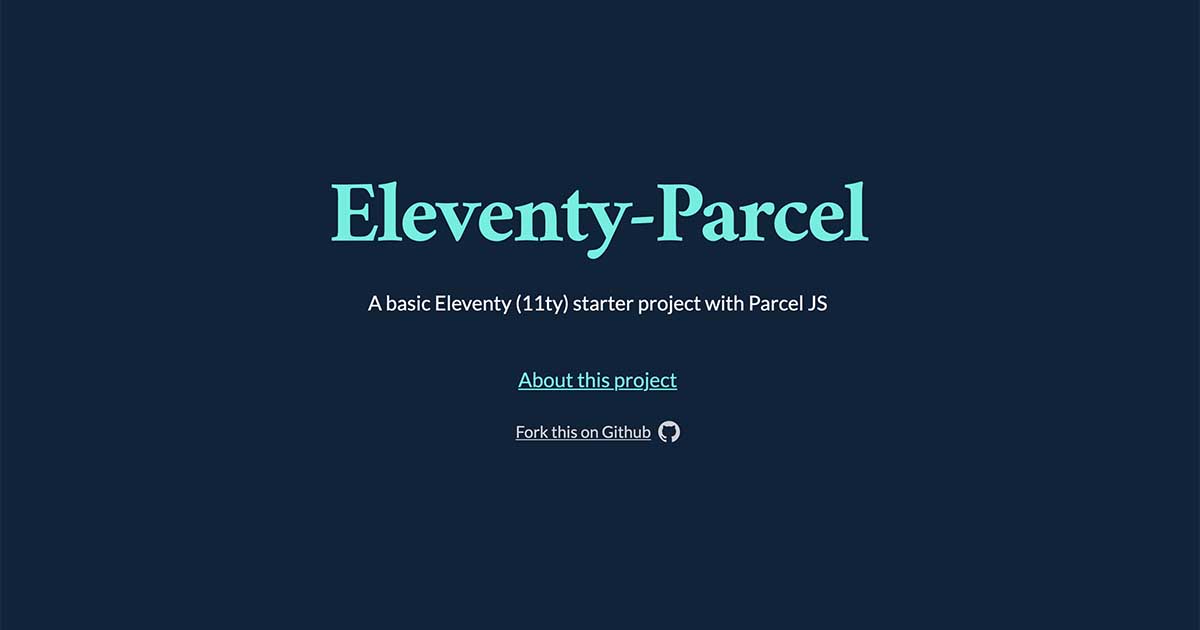 Eleventy-Parcel
A basic Eleventy (11ty) starter project with Parcel JS
About this project
Fork this on Github